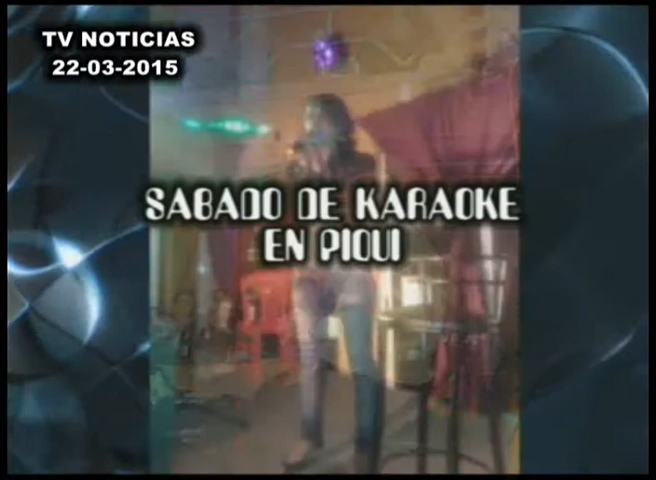 TV NOTICIAS
22-03-2015
SABADO DE KARAOKE
EN PIQUI